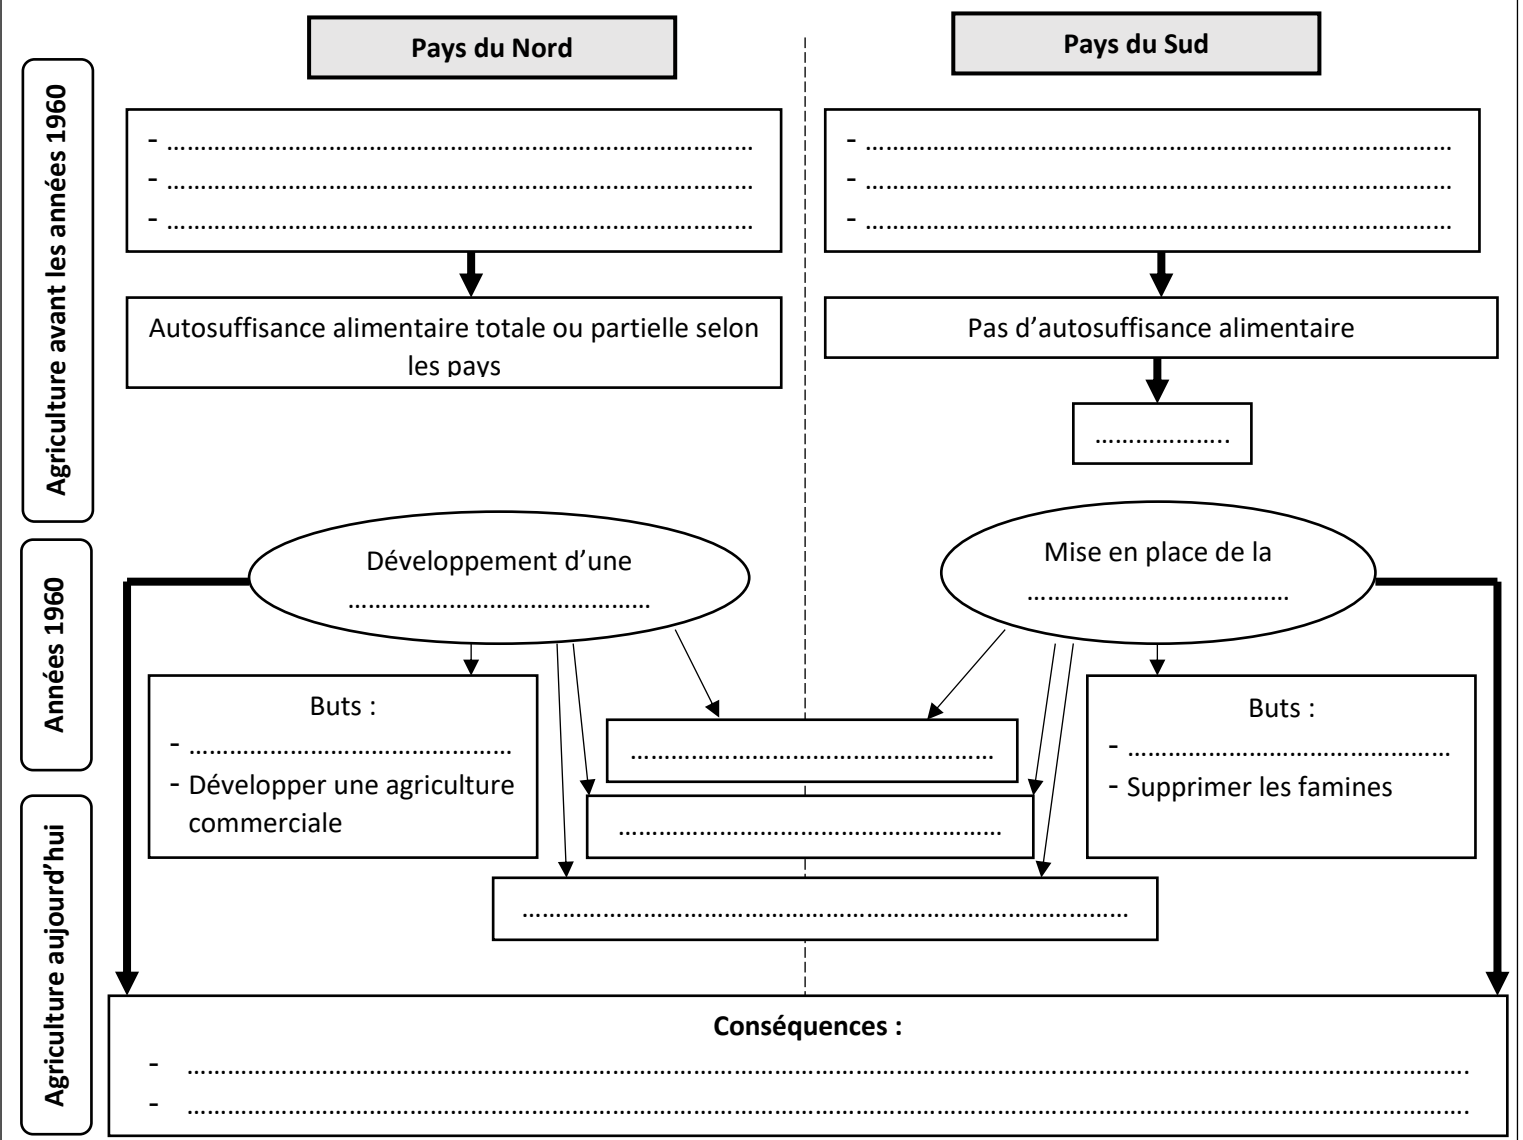 Pays du Nord
Pays du Sud
Agriculture avant les années 1960
- ……………………………………………………………………………
- ……………………………………………………………………………
- ……………………………………………………………………………
- ……………………………………………………………………………
- ……………………………………………………………………………
- ……………………………………………………………………………
Autosuffisance alimentaire totale ou partielle selon
les pays
Pas d’autosuffisance alimentaire
………………..
Années 1960
Développement d’une
………………………………………
Mise en place de la
…………………………………
Buts :
- …………………………………………
- Développer une agriculture
commerciale
………………………………………………
…………………………………………………
………………………………………………………………………………
Buts :
- …………………………………………
- Supprimer les famines
Agriculture aujourd’hui
Conséquences :
- ……………………………………………………………………………………………………………………………………………………………………….
- ……………………………………………………………………………………………………………………………………………………………………….